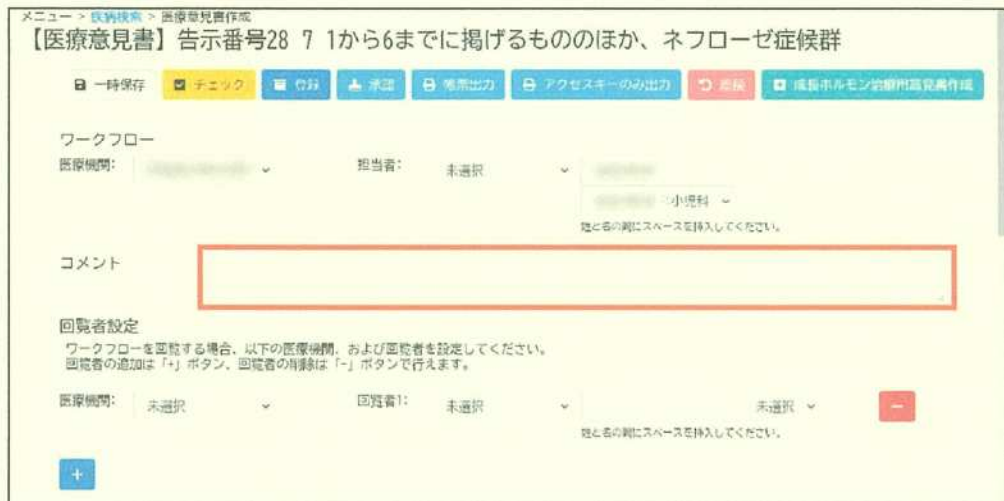 メニュー > 疾病検索 > 医療意見書作成
【医療意見書】告示番号28 7 1から6までに掲げるもののほか、ネフローゼ症候群
一時保存 チェック 登録 承認 帳票出力 アクセスキーのみ出力 差戻 成長ホルモン治療用意見書作成
ワークフロー
医療機関: 担当者: 未選択
小児科
姓と名の間にスペースを挿入してください。
コメント
回覧者設定
ワークフローを回覧する場合、以下の医療機関、および回覧者を設定してください。
回覧者の追加は「+」ボタン、回覧者の削除は「-」ボタンで行えます。
医療機関: 未選択 回覧者1: 未選択 未選択 -
姓と名の間にスペースを挿入してください。
+